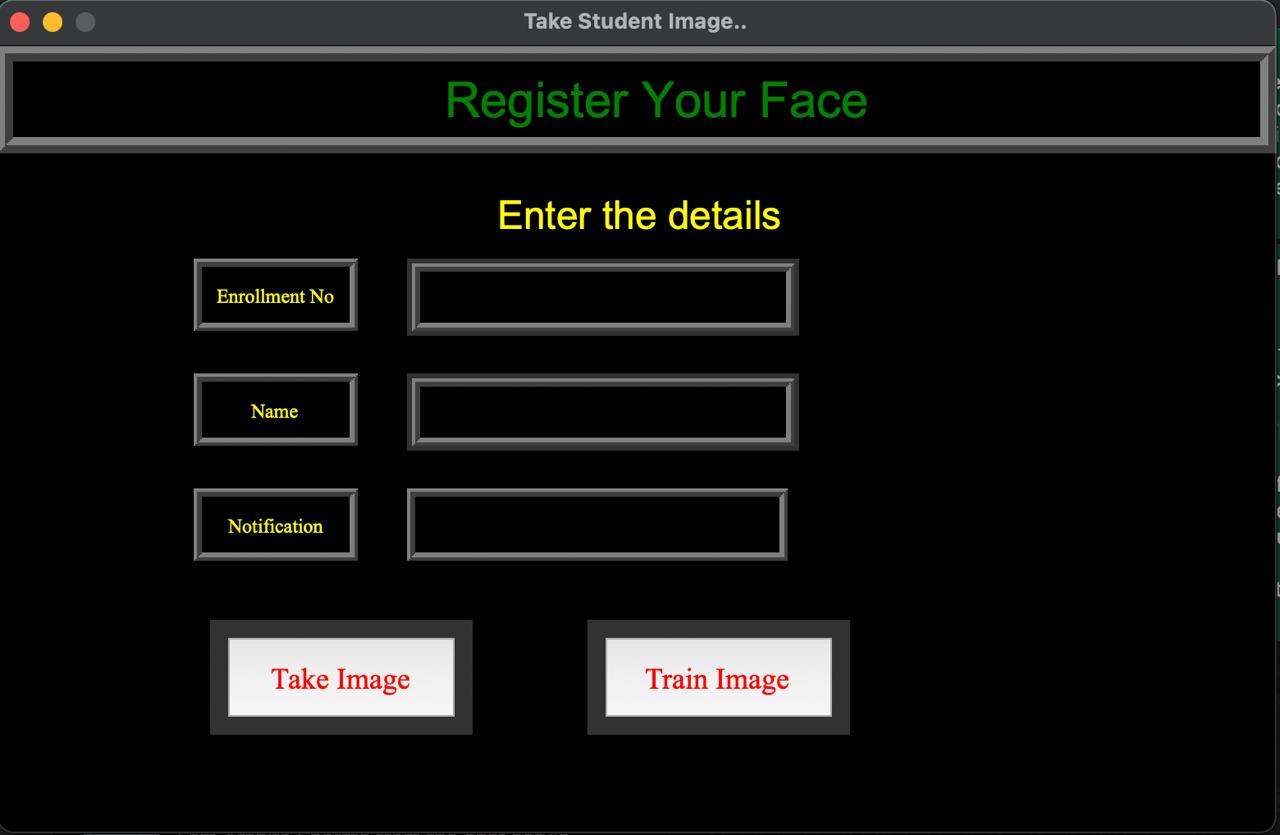 Take Student Image..
Register Your Face
Enter the details
Enrollment No
Name
Notification
Take Image
Train Image